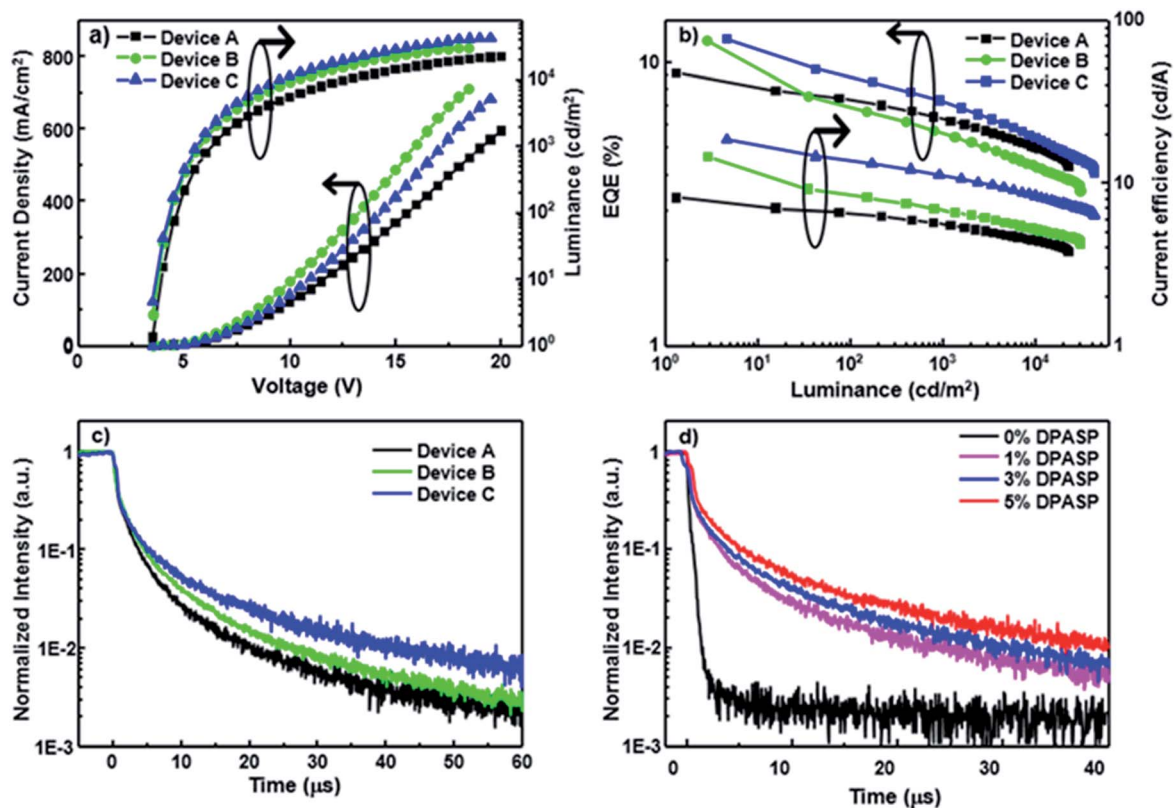 a)
Device A
Device B
Device C
800
600
400
200
0
Current Density (mA/cm²)
5
10
15
20
Voltage (V)
10⁴
10³
10²
10¹
10⁰
Luminance (cd/m²)
b)
Device A
Device B
Device C
10
1
EQE (%)
10⁰
10¹
10²
10³
10⁴
Luminance (cd/m²)
100
10
1
Current efficiency (cd/A)
c)
Device A
Device B
Device C
1
1E-1
1E-2
1E-3
Normalized Intensity (a.u.)
0
10
20
30
40
50
60
Time (μs)
d)
0% DPASP
1% DPASP
3% DPASP
5% DPASP
1
1E-1
1E-2
1E-3
Normalized Intensity (a.u.)
0
10
20
30
40
Time (μs)